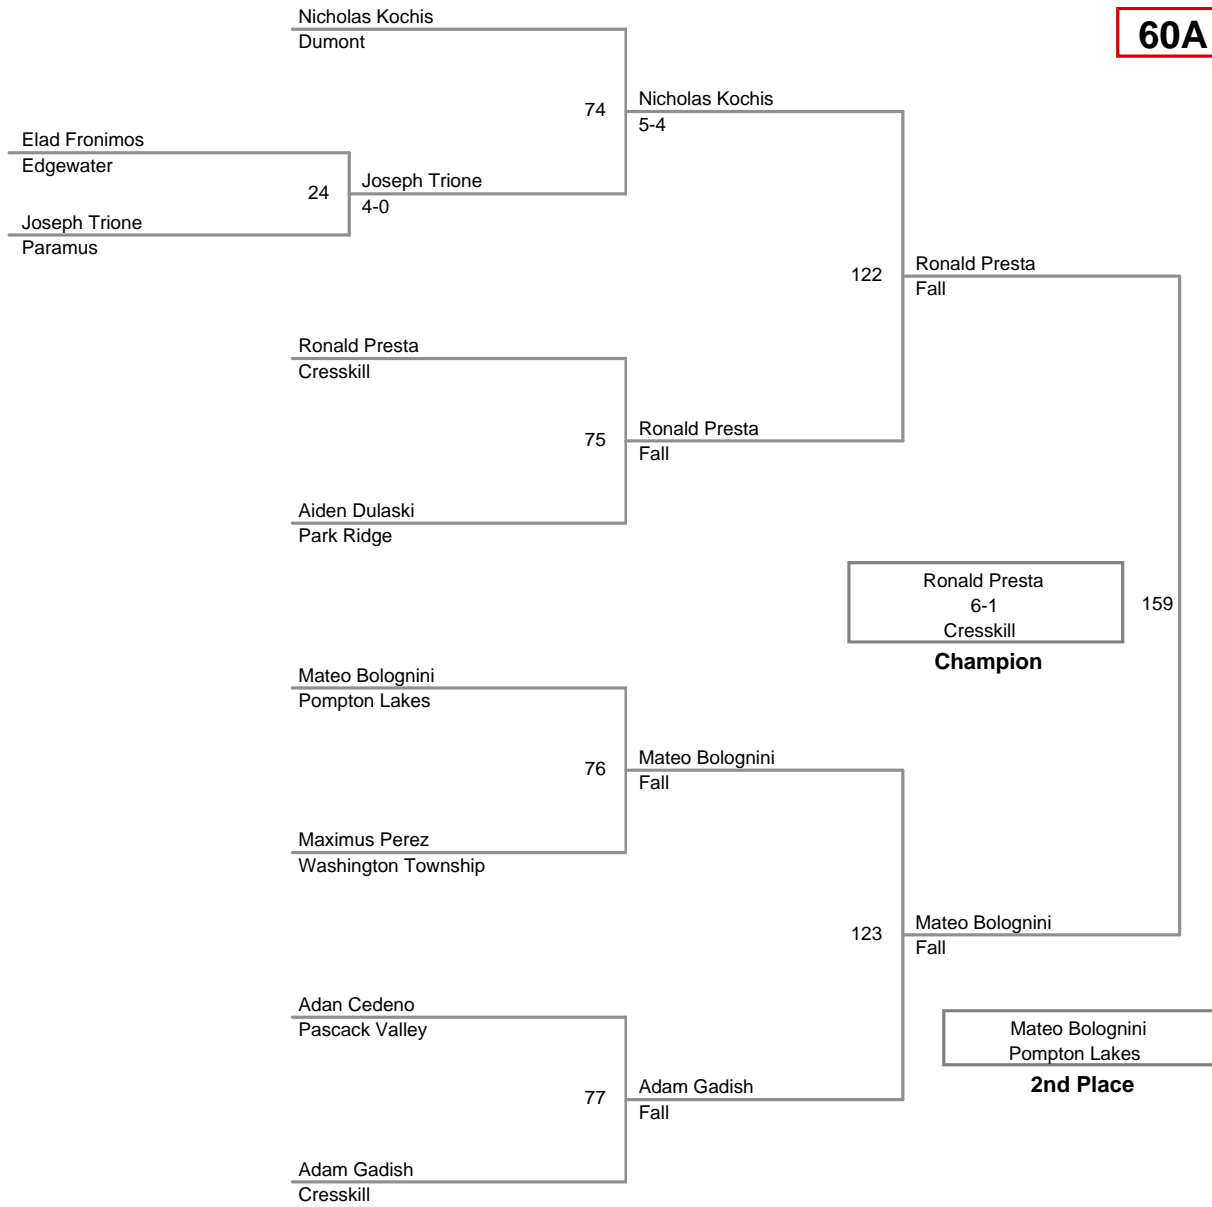 Nicholas Kochis
Dumont
60A
74
Nicholas Kochis
5-4
Elad Fronimos
Edgewater
24
Joseph Trione
4-0
Joseph Trione
Paramus
122
Ronald Presta
Fall
Ronald Presta
Cresskill
75
Ronald Presta
Fall
Aiden Dulaski
Park Ridge
Ronald Presta
6-1
Cresskill
Champion
159
Mateo Bolognini
Pompton Lakes
76
Mateo Bolognini
Fall
Maximus Perez
Washington Township
123
Mateo Bolognini
Fall
Adan Cedeno
Pascack Valley
Mateo Bolognini
Pompton Lakes
2nd Place
77
Adam Gadish
Fall
Adam Gadish
Cresskill